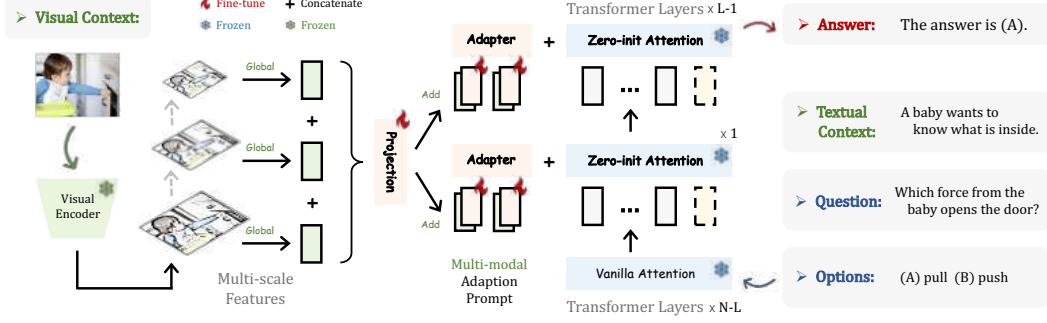 ➢ Visual Context:
Fine-tune
+ Concatenate
Frozen
Frozen
Visual
Encoder
Global
Global
Global
+
+
Multi-scale
Features
Projection
Add
Add
Transformer Layers x L-1
Adapter
+
Zero-init Attention
...
x 1
Adapter
+
Zero-init Attention
...
Multi-modal
Adaption
Prompt
Vanilla Attention
Transformer Layers x N-L
➢ Answer: The answer is (A).
➢ Textual Context: A baby wants to
know what is inside.
➢ Question: Which force from the
baby opens the door?
➢ Options: (A) pull (B) push